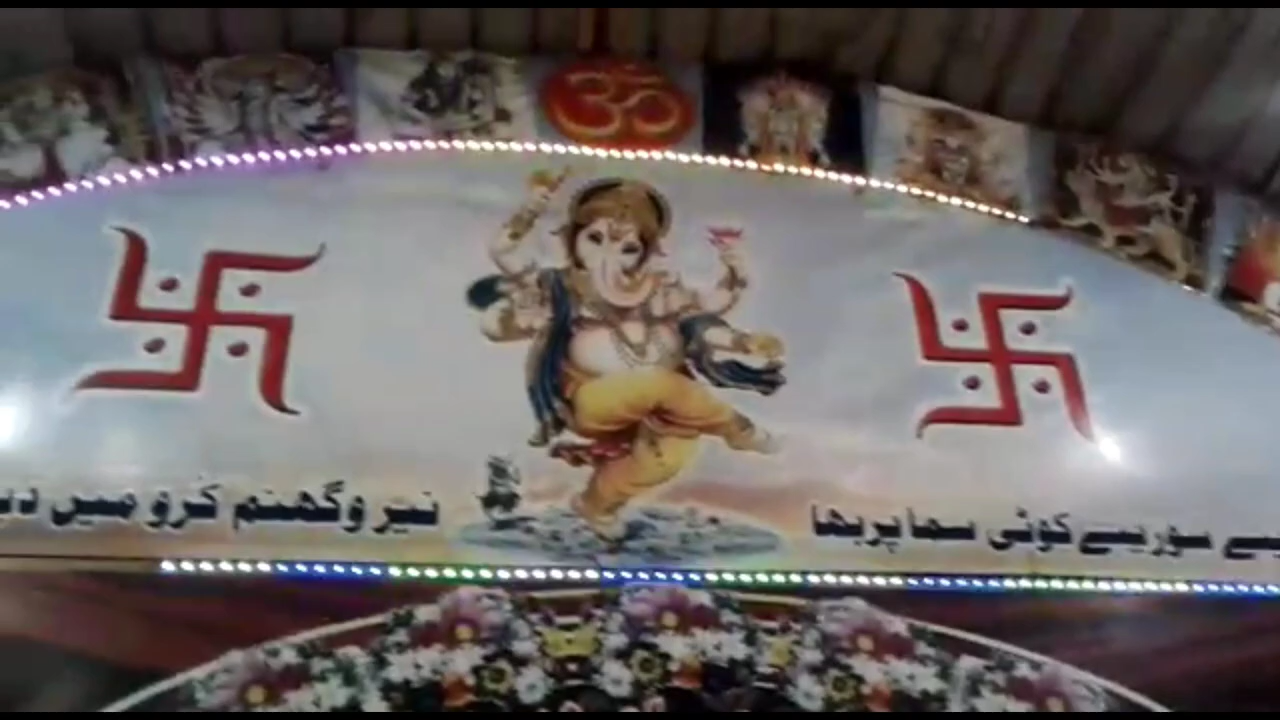 ॐ
سوریے کوٹی سما پربھا نیر وگھنم کرو میں